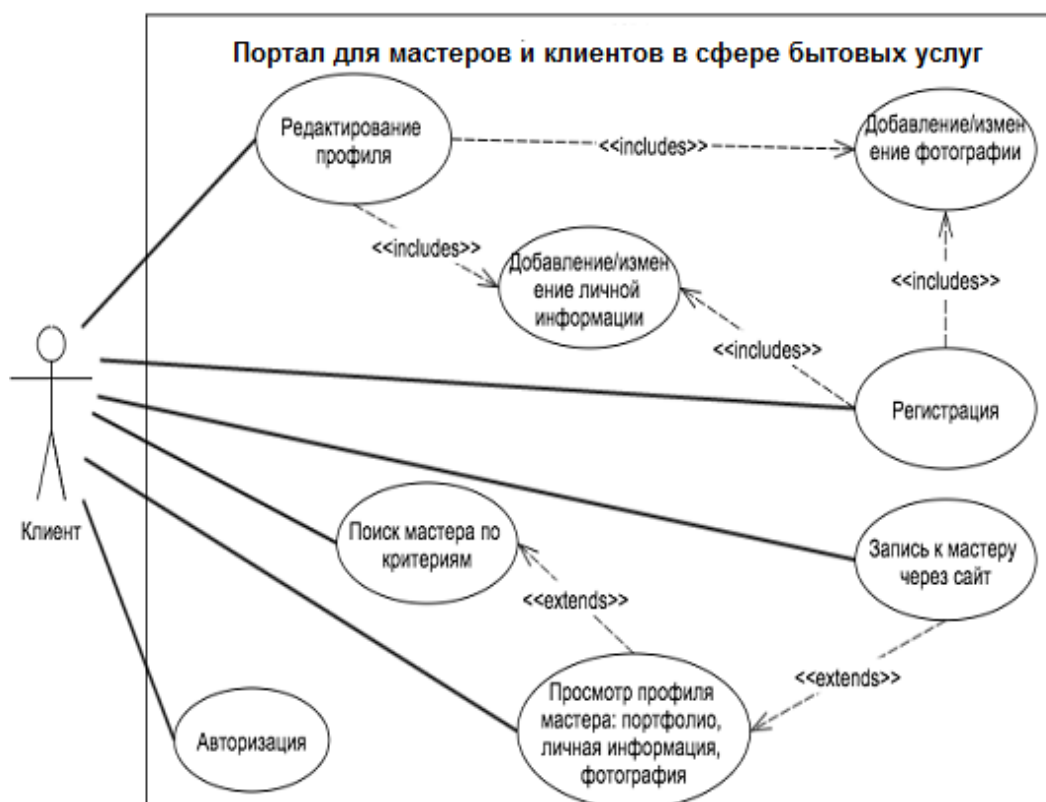 Портал для мастеров и клиентов в сфере бытовых услуг
Редактирование
профиля
<<includes>>
Добавление/измен
ение фотографии
<<includes>>
Добавление/измен
ение личной
информации
<<includes>>
<<includes>>
Регистрация
Клиент
Поиск мастера по
критериям
Запись к мастеру
через сайт
<<extends>>
<<extends>>
Просмотр профиля
мастера: портфолио,
личная информация,
фотография
Авторизация